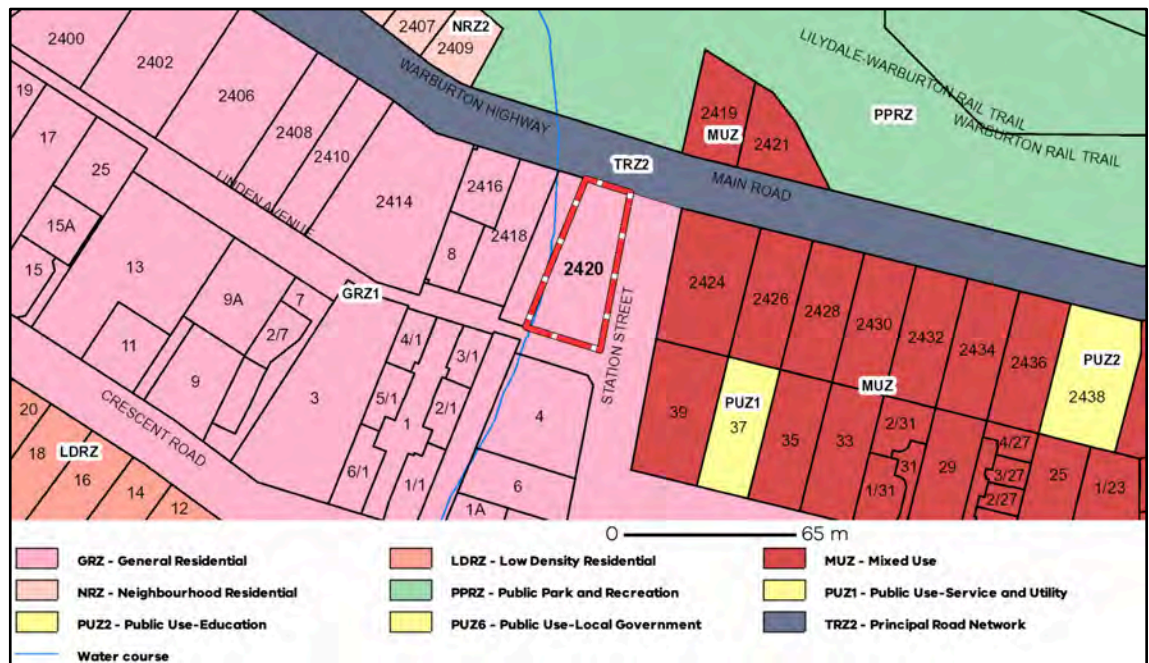 2400
2402
2406
2408
2410
2414
2407
2409
NRZ2
WARBURTON HIGHWAY
LILYDALE-WARBURTON RAIL TRAIL
WARBURTON RAIL TRAIL
PPRZ
2419
MUZ
2421
TRZ2
MAIN ROAD
19
17
25
15A
15
LINDEN AVENUE
2416
8
2418
2420
STATION STREET
GRZ1
13
9A
7
2/7
11
9
3
4/1
3/1
5/1
2/1
1
6/1
1/1
4
6
1A
CRESCENT ROAD
20
18
LDRZ
16
14
12
2424
2426
2428
2430
2432
2434
2436
PUZ2
2438
MUZ
39
PUZ1
37
35
33
2/31
31
1/31
29
4/27
3/27
2/27
25
1/23
0
65 m
GRZ - General Residential
LDRZ - Low Density Residential
MUZ - Mixed Use
NRZ - Neighbourhood Residential
PPRZ - Public Park and Recreation
PUZ1 - Public Use-Service and Utility
PUZ2 - Public Use-Education
PUZ6 - Public Use-Local Government
TRZ2 - Principal Road Network
Water course